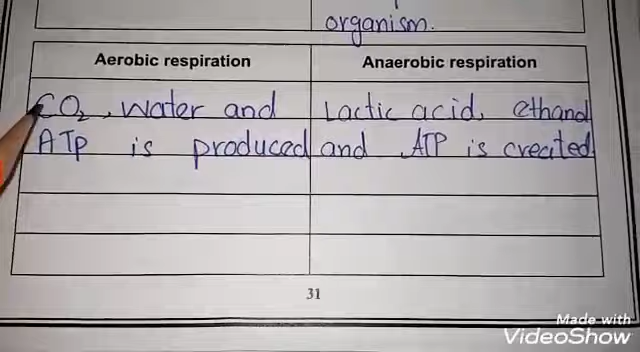 organism.
Aerobic respiration Anaerobic respiration
CO2, water and Lactic acid, ethanol
ATP is produced and ATP is created.
31
Made with
VideoShow